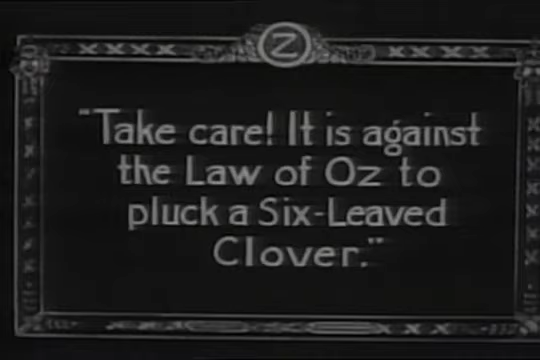 Z
"Take care! It is against
the Law of Oz to
pluck a Six-Leaved
Clover."